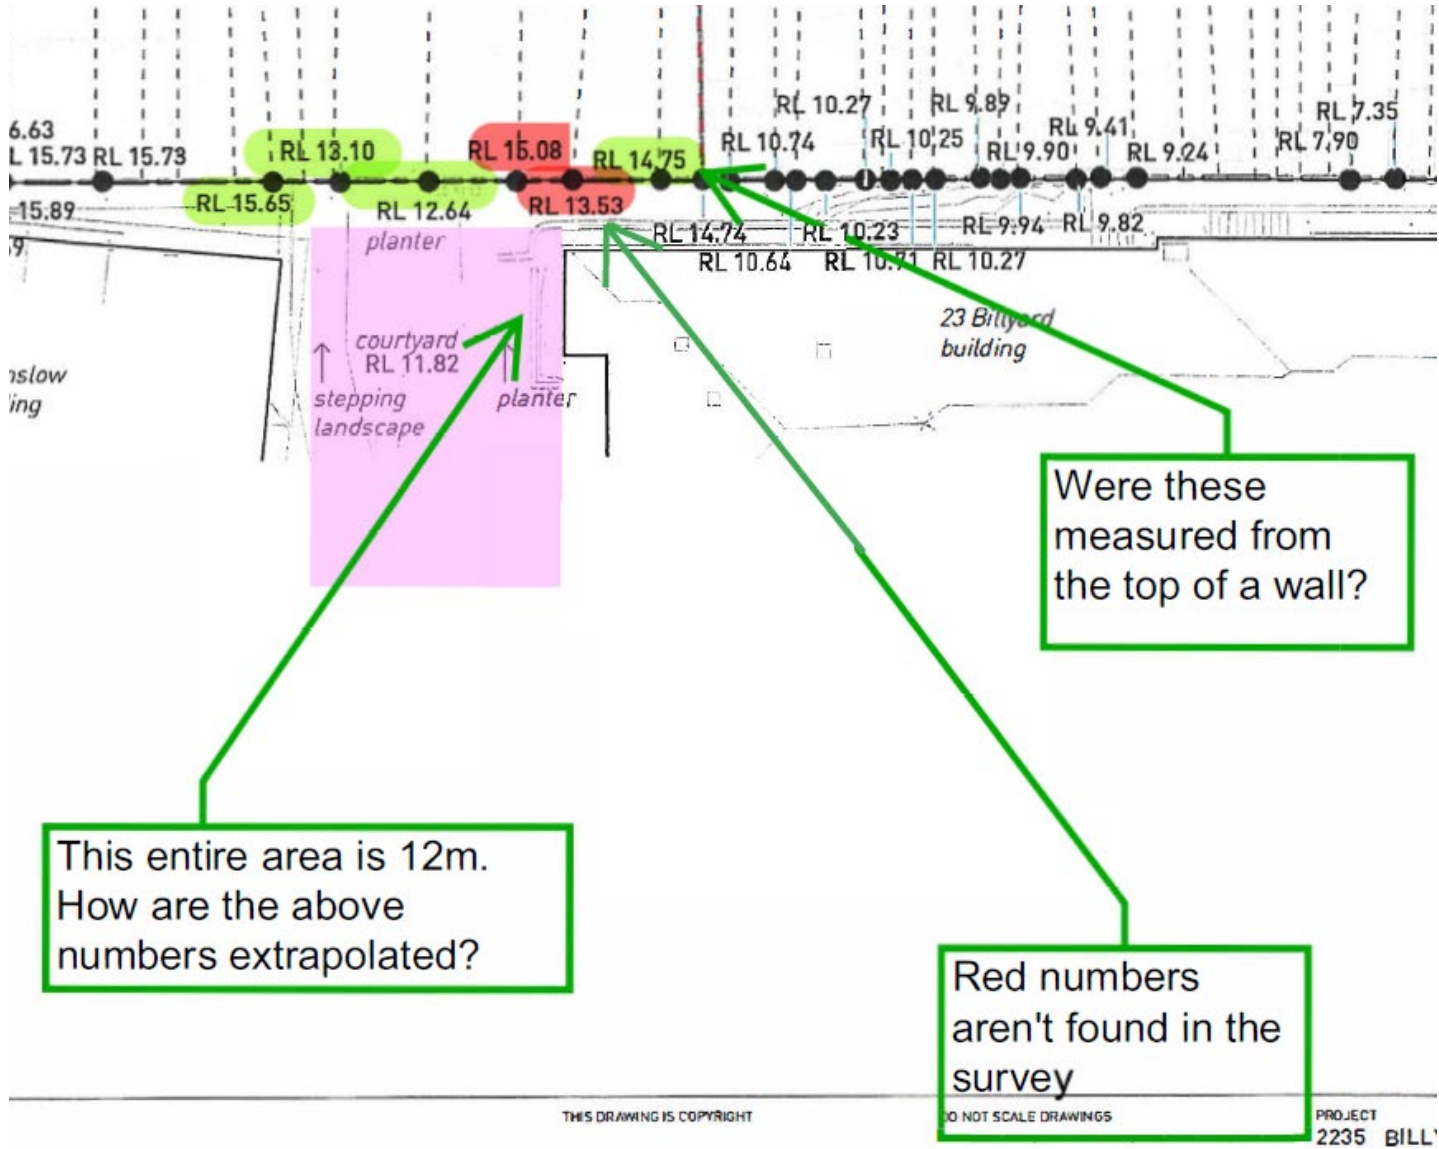 RL 10.27
RL 9.89
RL 7.35
6.63
RL 9.41
L 15.73 RL 15.73
RL 13.10
RL 15.08
RL 14.75
RL 10.74
RL 10.25
RL 9.90
RL 9.24
RL 7.90
15.89
RL 15.65
RL 12.64
RL 13.53
RL 14.74
RL 10.23
RL 9.94
RL 9.82
9
planter
RL 10.64
RL 10.71
RL 10.27
23 Billyard
building
courtyard
RL 11.82
nslow
ing
stepping
landscape
planter
Were these
measured from
the top of a wall?
This entire area is 12m.
How are the above
numbers extrapolated?
Red numbers
aren't found in the
survey
THIS DRAWING IS COPYRIGHT
DO NOT SCALE DRAWINGS
PROJECT
2235 BILLY